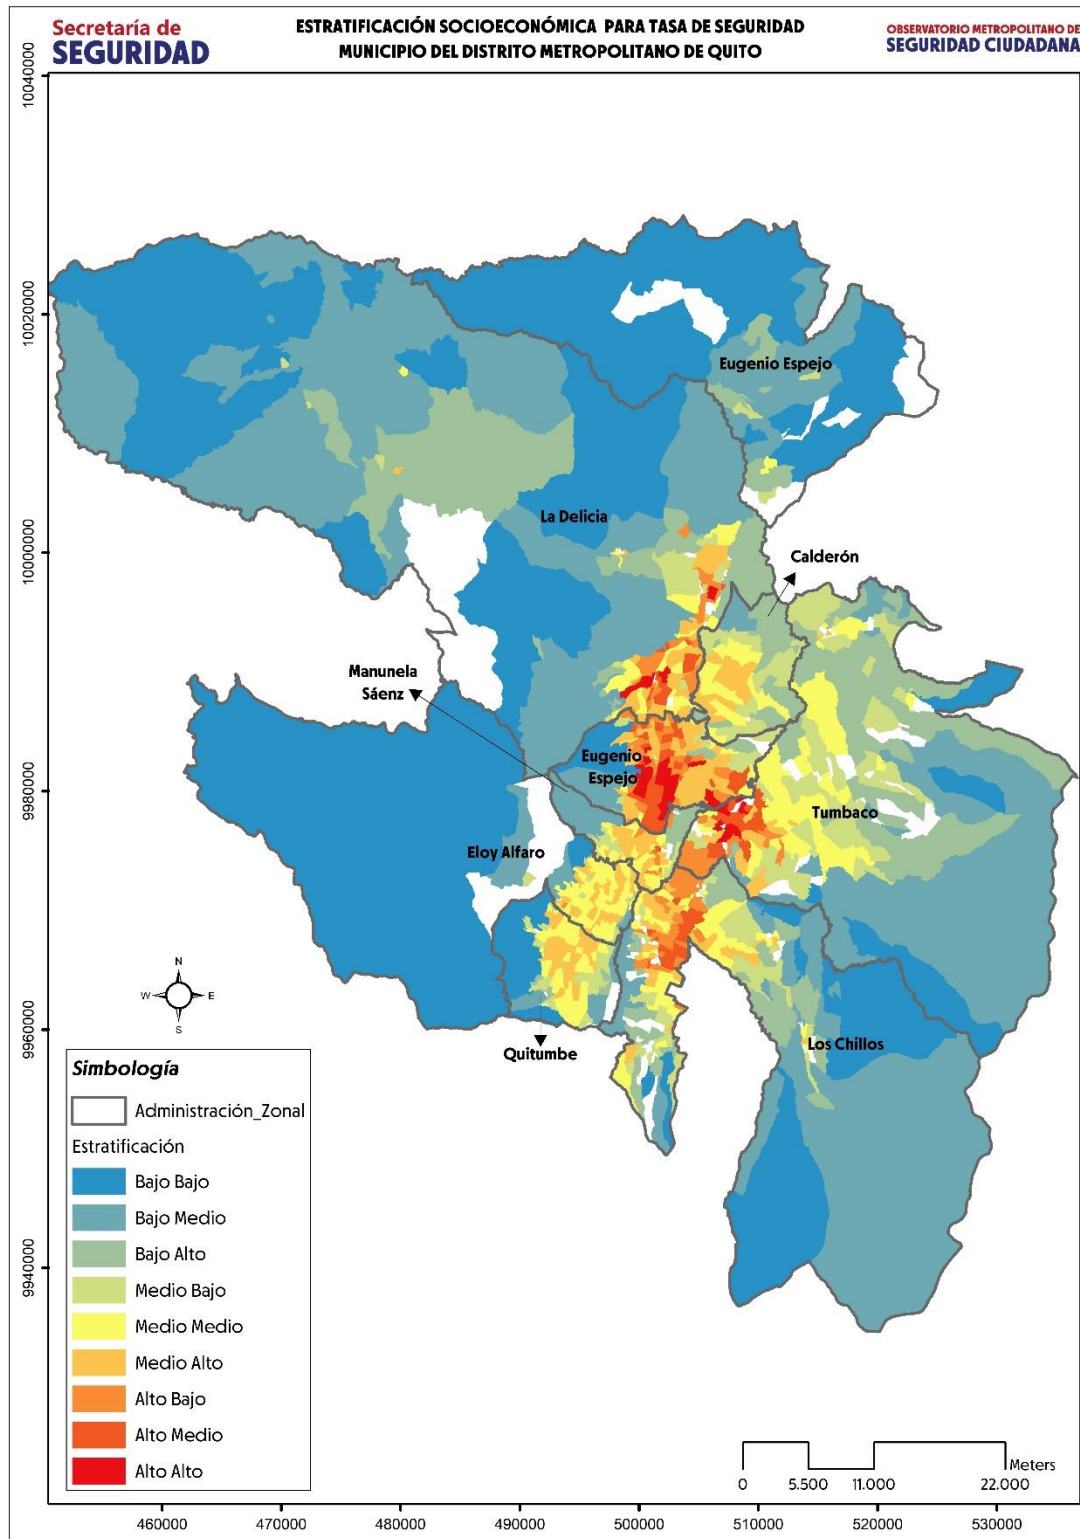 Secretaría de
SEGURIDAD
ESTRATIFICACIÓN SOCIOECONÓMICA PARA TASA DE SEGURIDAD
MUNICIPIO DEL DISTRITO METROPOLITANO DE QUITO
OBSERVATORIO METROPOLITANO DE
SEGURIDAD CIUDADANA
10040000
10020000
10000000
9980000
9960000
9940000
Eugenio Espejo
La Delicia
Calderón
Manunela
Sáenz
Eugenio
Espejo
Tumbaco
Eloy Alfaro
Quitumbe
Los Chillos
N
W
E
S
Simbología
Administración_Zonal
Estratificación
Bajo Bajo
Bajo Medio
Bajo Alto
Medio Bajo
Medio Medio
Medio Alto
Alto Bajo
Alto Medio
Alto Alto
Meters
0 5.500 11.000 22.000
460000 470000 480000 490000 500000 510000 520000 530000